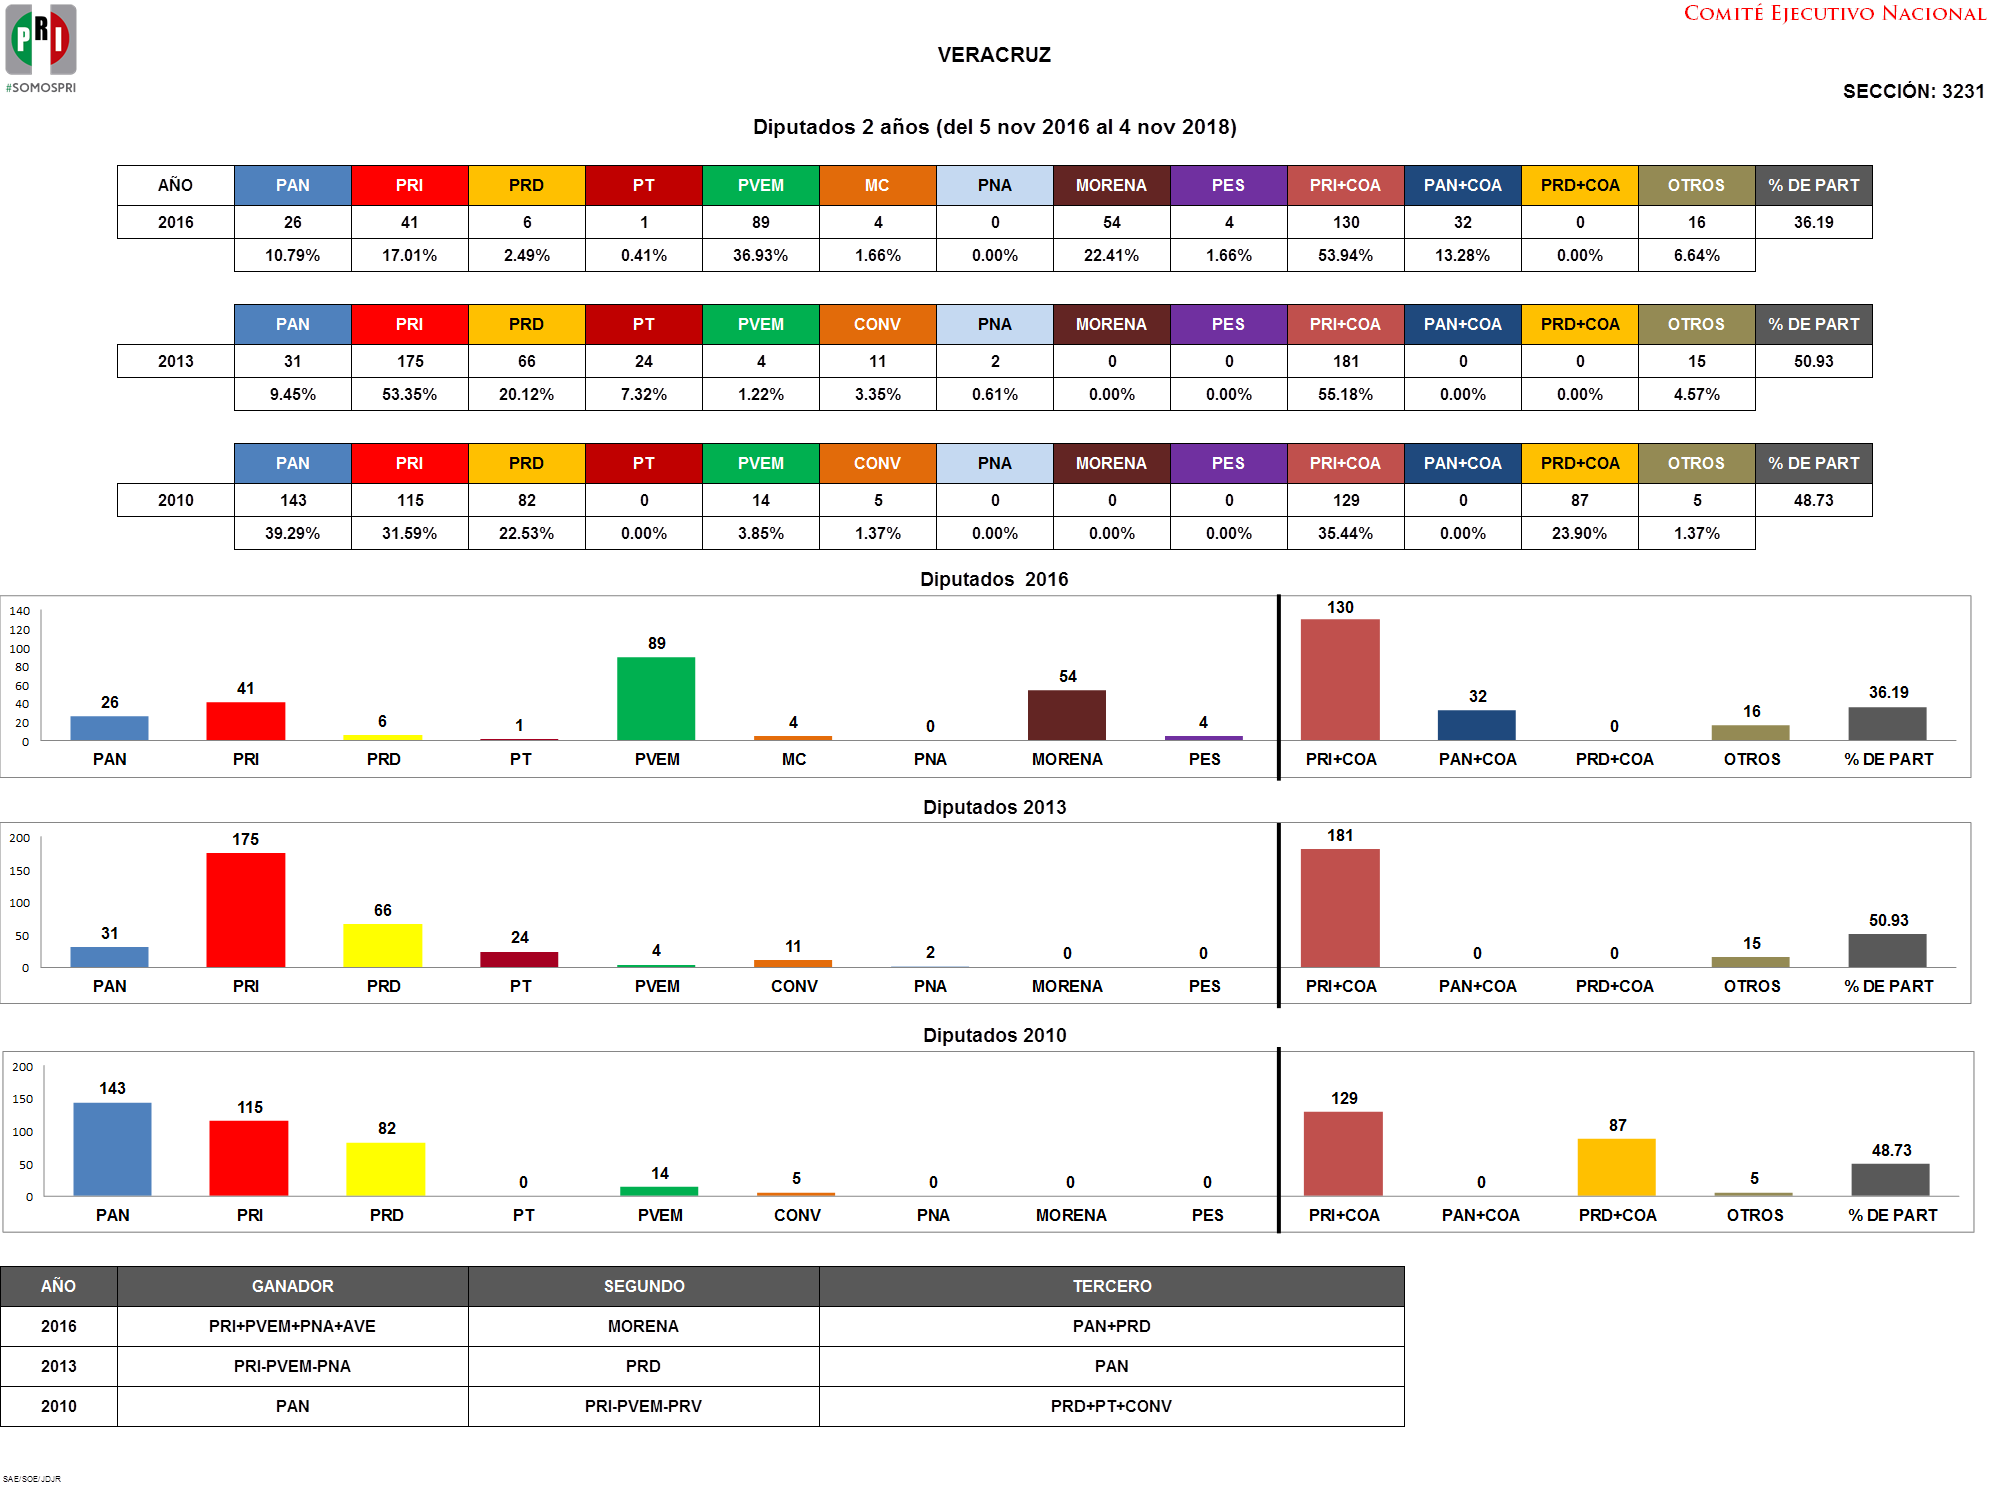 PRI
#SOMOSPRI
COMITÉ EJECUTIVO NACIONAL
VERACRUZ
SECCIÓN: 3231
Diputados 2 años (del 5 nov 2016 al 4 nov 2018)
AÑO PAN PRI PRD PT PVEM MC PNA MORENA PES PRI+COA PAN+COA PRD+COA OTROS % DE PART
2016 26 41 6 1 89 4 0 54 4 130 32 0 16 36.19
10.79% 17.01% 2.49% 0.41% 36.93% 1.66% 0.00% 22.41% 1.66% 53.94% 13.28% 0.00% 6.64%
PAN PRI PRD PT PVEM CONV PNA MORENA PES PRI+COA PAN+COA PRD+COA OTROS % DE PART
2013 31 175 66 24 4 11 2 0 0 181 0 0 15 50.93
9.45% 53.35% 20.12% 7.32% 1.22% 3.35% 0.61% 0.00% 0.00% 55.18% 0.00% 0.00% 4.57%
PAN PRI PRD PT PVEM CONV PNA MORENA PES PRI+COA PAN+COA PRD+COA OTROS % DE PART
2010 143 115 82 0 14 5 0 0 0 129 0 87 5 48.73
39.29% 31.59% 22.53% 0.00% 3.85% 1.37% 0.00% 0.00% 0.00% 35.44% 0.00% 23.90% 1.37%
Diputados 2016
140
120
100
80
60
40
20
0
26 41 6 1 89 4 0 54 4 130 32 0 16 36.19
PAN PRI PRD PT PVEM MC PNA MORENA PES PRI+COA PAN+COA PRD+COA OTROS % DE PART
Diputados 2013
200
150
100
50
0
31 175 66 24 4 11 2 0 0 181 0 0 15 50.93
PAN PRI PRD PT PVEM CONV PNA MORENA PES PRI+COA PAN+COA PRD+COA OTROS % DE PART
Diputados 2010
200
150
100
50
0
143 115 82 0 14 5 0 0 0 129 0 87 5 48.73
PAN PRI PRD PT PVEM CONV PNA MORENA PES PRI+COA PAN+COA PRD+COA OTROS % DE PART
AÑO GANADOR SEGUNDO TERCERO
2016 PRI+PVEM+PNA+AVE MORENA PAN+PRD
2013 PRI-PVEM-PNA PRD PAN
2010 PAN PRI-PVEM-PRV PRD+PT+CONV
SAE/SOE/JDJR